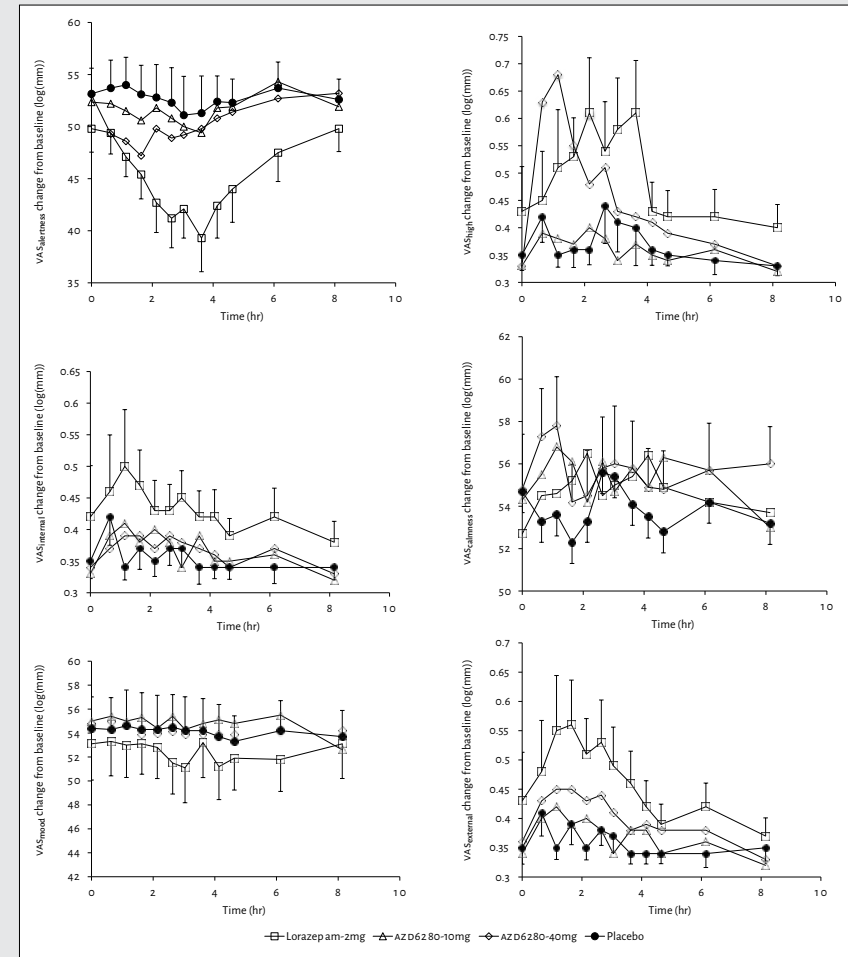 VASalertness change from baseline (log(mm))
60
55
50
45
40
35
0 2 4 6 8 10
Time (hr)
VAShigh change from baseline (log(mm))
0.75
0.7
0.65
0.6
0.55
0.5
0.45
0.4
0.35
0.3
0 2 4 6 8 10
Time (hr)
VASinternal change from baseline (log(mm))
0.65
0.6
0.55
0.5
0.45
0.4
0.35
0.3
0 2 4 6 8 10
Time (hr)
VAScalmness change from baseline (log(mm))
62
60
58
56
54
52
50
0 2 4 6 8 10
Time (hr)
VASmood change from baseline (log(mm))
60
58
56
54
52
50
48
46
44
42
0 2 4 6 8 10
Time (hr)
VASexternal change from baseline (log(mm))
0.7
0.65
0.6
0.55
0.5
0.45
0.4
0.35
0.3
0 2 4 6 8 10
Time (hr)
Lorazepam-2mg AZD6280-10mg AZD6280-40mg Placebo